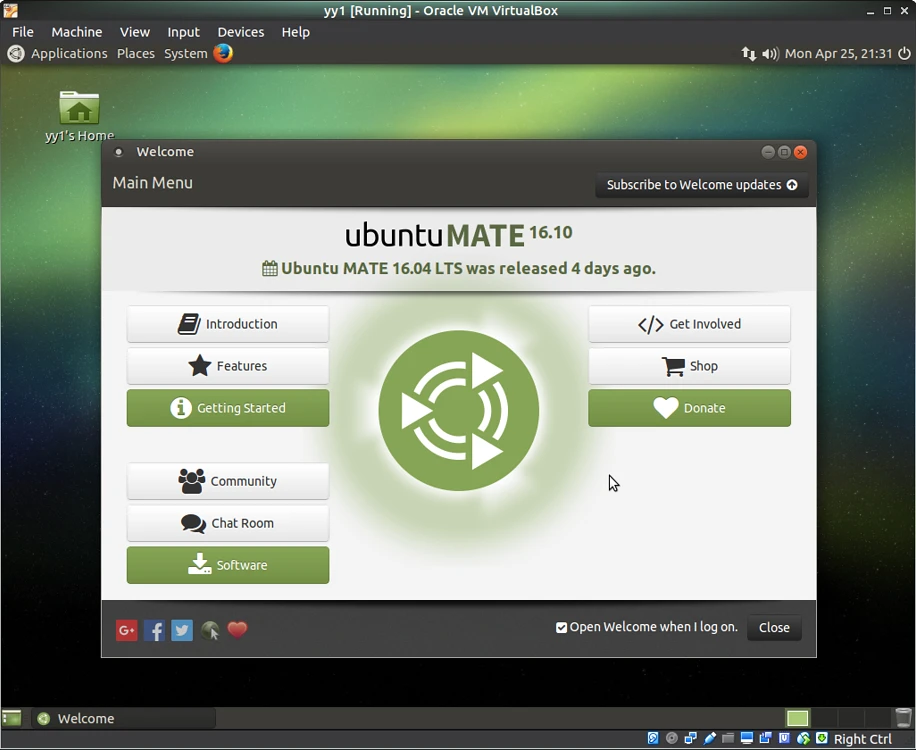 yy1 [Running] - Oracle VM VirtualBox
File Machine View Input Devices Help
Applications Places System
Mon Apr 25, 21:31
yy1's Home
Welcome
Main Menu
Subscribe to Welcome updates
ubuntuMATE 16.10
Ubuntu MATE 16.04 LTS was released 4 days ago.
Introduction
Features
Getting Started
Get Involved
Shop
Donate
Community
Chat Room
Software
G+
Open Welcome when I log on.
Close
Welcome
Right Ctrl